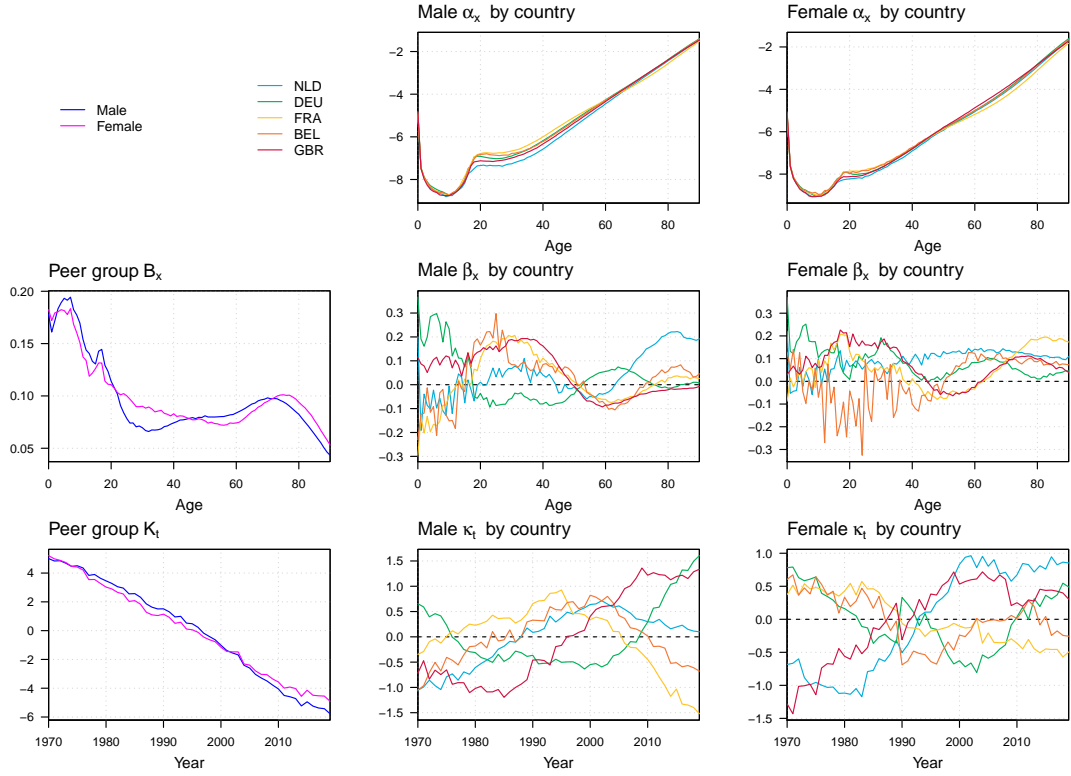 Male αx by country
Female αx by country
Male
Female
NLD
DEU
FRA
BEL
GBR
−2
−4
−6
−8
0 20 40 60 80
Age
−2
−4
−6
−8
0 20 40 60 80
Age
Peer group Bx
Male βx by country
Female βx by country
0.20
0.15
0.10
0.05
0 20 40 60 80
Age
0.3
0.2
0.1
0.0
−0.1
−0.2
−0.3
0 20 40 60 80
Age
0.3
0.2
0.1
0.0
−0.1
−0.2
−0.3
0 20 40 60 80
Age
Peer group Kt
Male κt by country
Female κt by country
4
2
0
−2
−4
−6
1970 1980 1990 2000 2010
Year
1.5
1.0
0.5
0.0
−0.5
−1.0
−1.5
1970 1980 1990 2000 2010
Year
1.0
0.5
0.0
−0.5
−1.0
−1.5
1970 1980 1990 2000 2010
Year